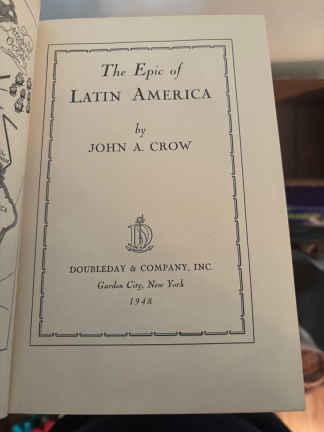 The Epic of
LATIN AMERICA
by
JOHN A. CROW
DOUBLEDAY & COMPANY, INC.
Garden City, New York
1948